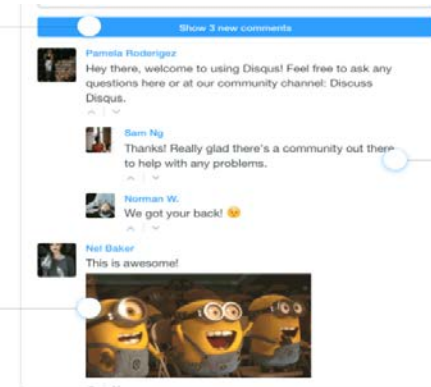 Show 3 new comments
Pamela Roderigez
Hey there, welcome to using Disqus! Feel free to ask any
questions here or at our community channel: Discuss
Disqus.
Sam Ng
Thanks! Really glad there's a community out there
to help with any problems.
Norman W.
We got your back! 😉
Nel Baker
This is awesome!